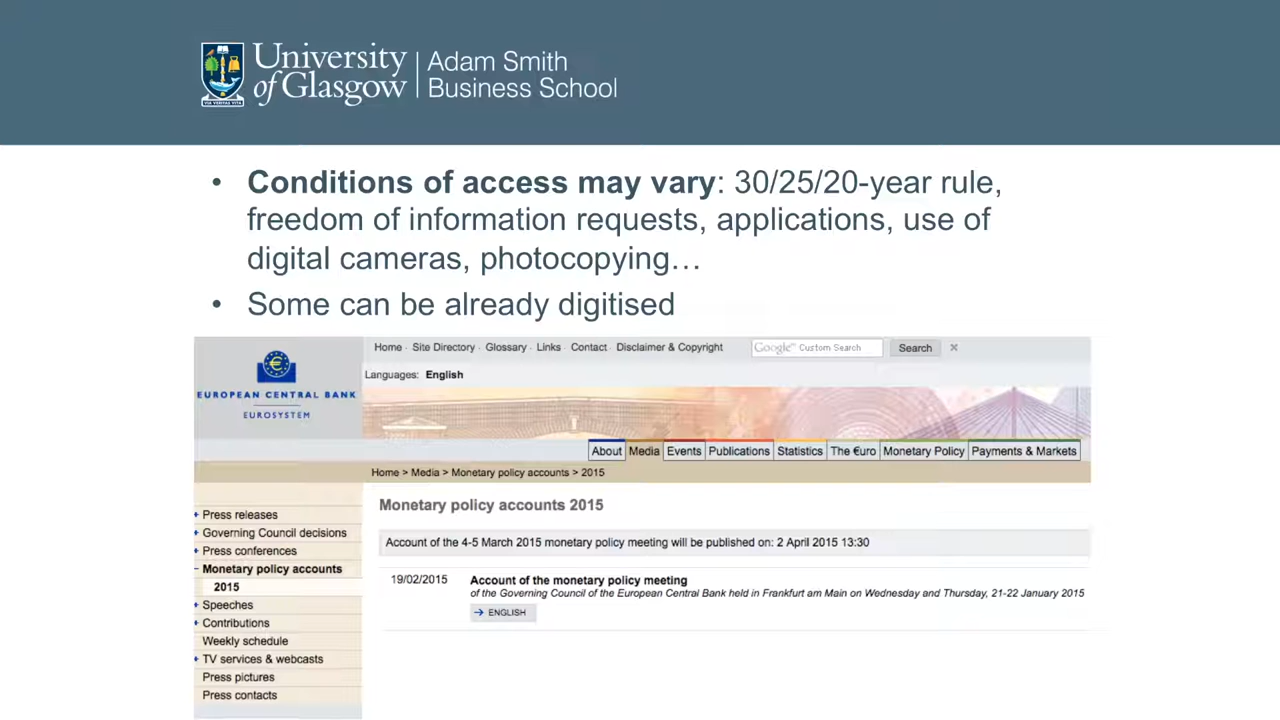 University
of Glasgow
Adam Smith
Business School
VIA VERITAS VITA
• Conditions of access may vary: 30/25/20-year rule,
freedom of information requests, applications, use of
digital cameras, photocopying…
• Some can be already digitised
EUROPEAN CENTRAL BANK
EUROSYSTEM
Home · Site Directory · Glossary · Links · Contact · Disclaimer & Copyright
Google™ Custom Search
Search
×
Languages: English
About Media Events Publications Statistics The €uro Monetary Policy Payments & Markets
Home > Media > Monetary policy accounts > 2015
+ Press releases
+ Governing Council decisions
+ Press conferences
– Monetary policy accounts
2015
+ Speeches
+ Contributions
Weekly schedule
+ TV services & webcasts
Press pictures
Press contacts
Monetary policy accounts 2015
Account of the 4-5 March 2015 monetary policy meeting will be published on: 2 April 2015 13:30
19/02/2015 Account of the monetary policy meeting
of the Governing Council of the European Central Bank held in Frankfurt am Main on Wednesday and Thursday, 21-22 January 2015
→ ENGLISH